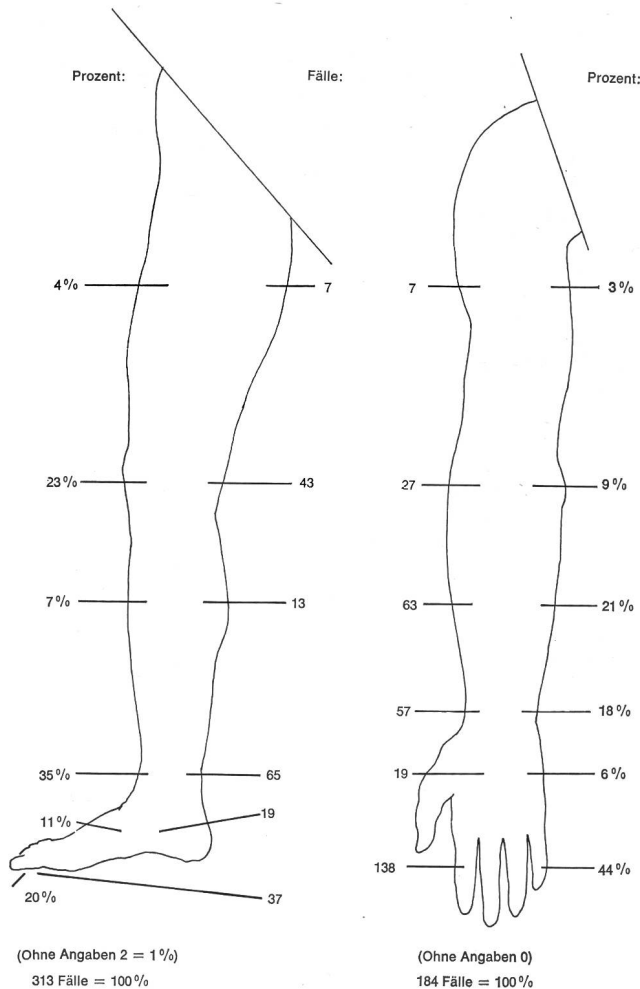 Prozent: Fälle: Prozent:
4% 7 7 3%
23% 43 27 9%
7% 13 63 21%
57 18%
35% 65 19 6%
11% 19
138 44%
20% 37
(Ohne Angaben 2 = 1%) (Ohne Angaben 0)
313 Fälle = 100% 184 Fälle = 100%